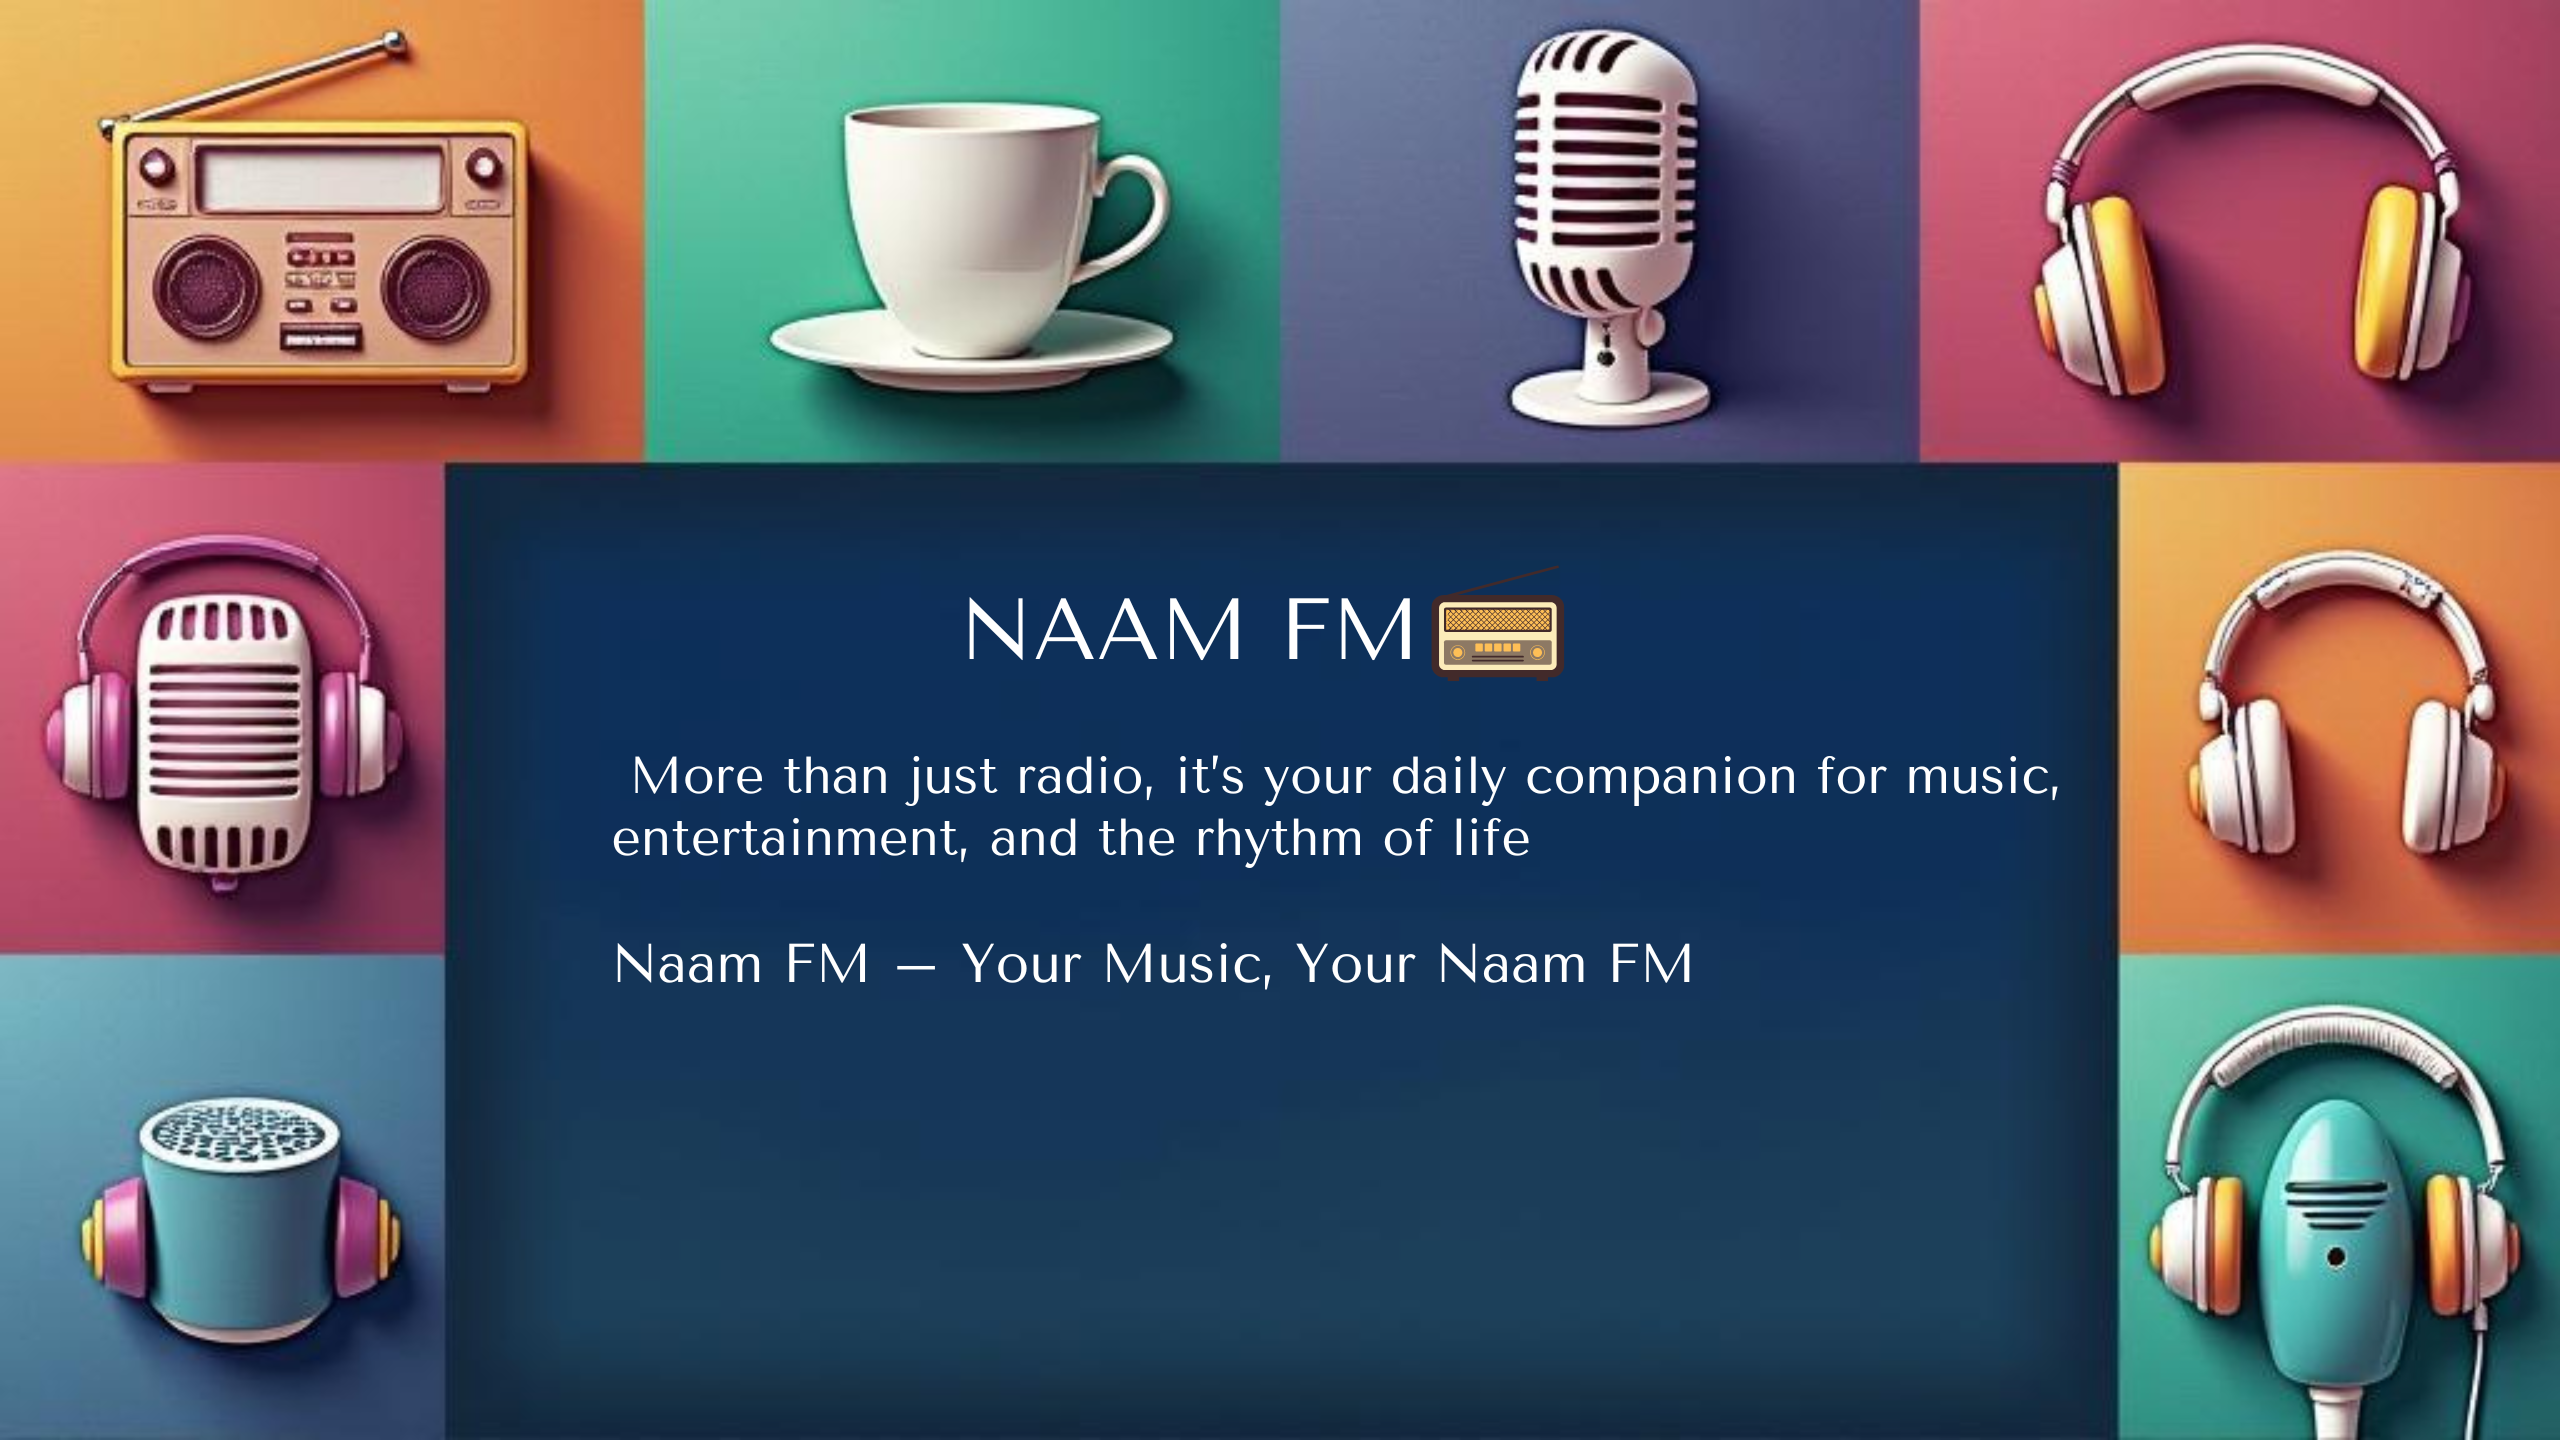 NAAM FM
More than just radio, it’s your daily companion for music,
entertainment, and the rhythm of life
Naam FM – Your Music, Your Naam FM